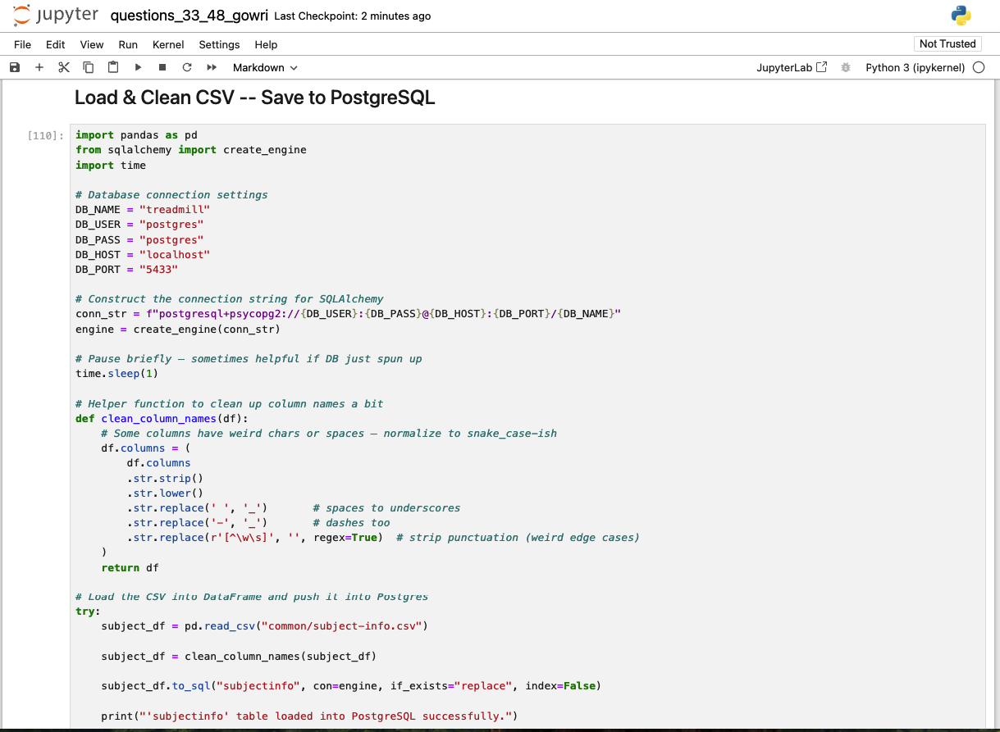 jupyter questions_33_48_gowri Last Checkpoint: 2 minutes ago
File Edit View Run Kernel Settings Help Not Trusted
Markdown JupyterLab Python 3 (ipykernel)
Load & Clean CSV -- Save to PostgreSQL
[110]: import pandas as pd
from sqlalchemy import create_engine
import time
# Database connection settings
DB_NAME = "treadmill"
DB_USER = "postgres"
DB_PASS = "postgres"
DB_HOST = "localhost"
DB_PORT = "5433"
# Construct the connection string for SQLAlchemy
conn_str = f"postgresql+psycopg2://{DB_USER}:{DB_PASS}@{DB_HOST}:{DB_PORT}/{DB_NAME}"
engine = create_engine(conn_str)
# Pause briefly — sometimes helpful if DB just spun up
time.sleep(1)
# Helper function to clean up column names a bit
def clean_column_names(df):
    # Some columns have weird chars or spaces — normalize to snake_case-ish
    df.columns = (
        df.columns
        .str.strip()
        .str.lower()
        .str.replace(' ', '_')       # spaces to underscores
        .str.replace('-', '_')       # dashes too
        .str.replace(r'[^\w\s]', '', regex=True)  # strip punctuation (weird edge cases)
    )
    return df
# Load the CSV into DataFrame and push it into Postgres
try:
    subject_df = pd.read_csv("common/subject-info.csv")
    subject_df = clean_column_names(subject_df)
    subject_df.to_sql("subjectinfo", con=engine, if_exists="replace", index=False)
    print("'subjectinfo' table loaded into PostgreSQL successfully.")